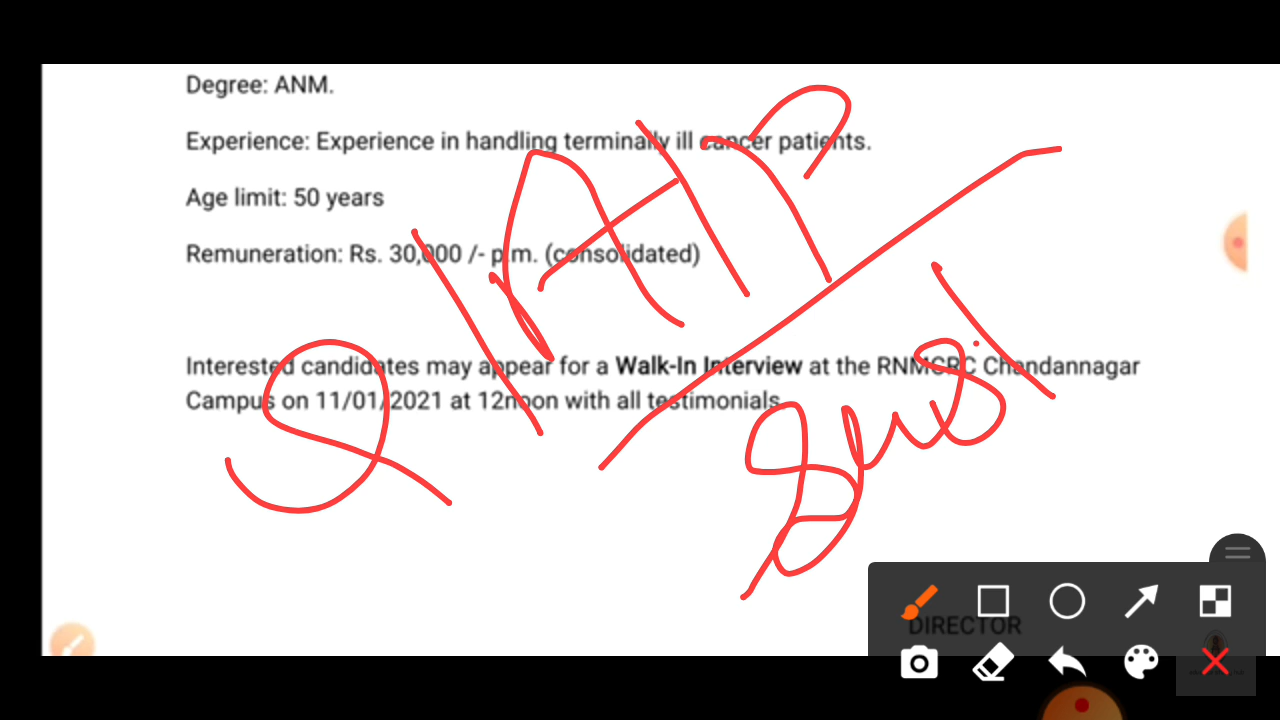 Degree: ANM.
Experience: Experience in handling terminally ill cancer patients.
Age limit: 50 years
Remuneration: Rs. 30,000 /- p.m. (consolidated)
Interested candidates may appear for a Walk-In Interview at the RNMCRC Chandannagar
Campus on 11/01/2021 at 12noon with all testimonials
DIRECTOR